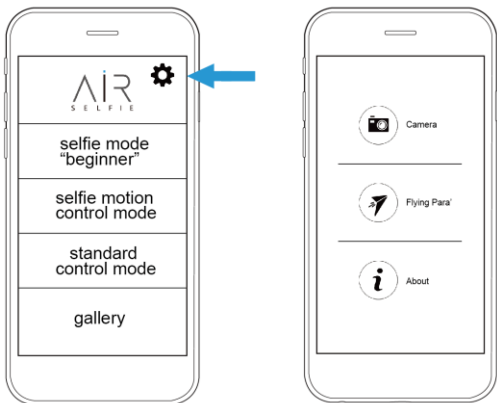 AIR
SELFIE
selfie mode
“beginner”
selfie motion
control mode
standard
control mode
gallery
Camera
Flying Para’
About